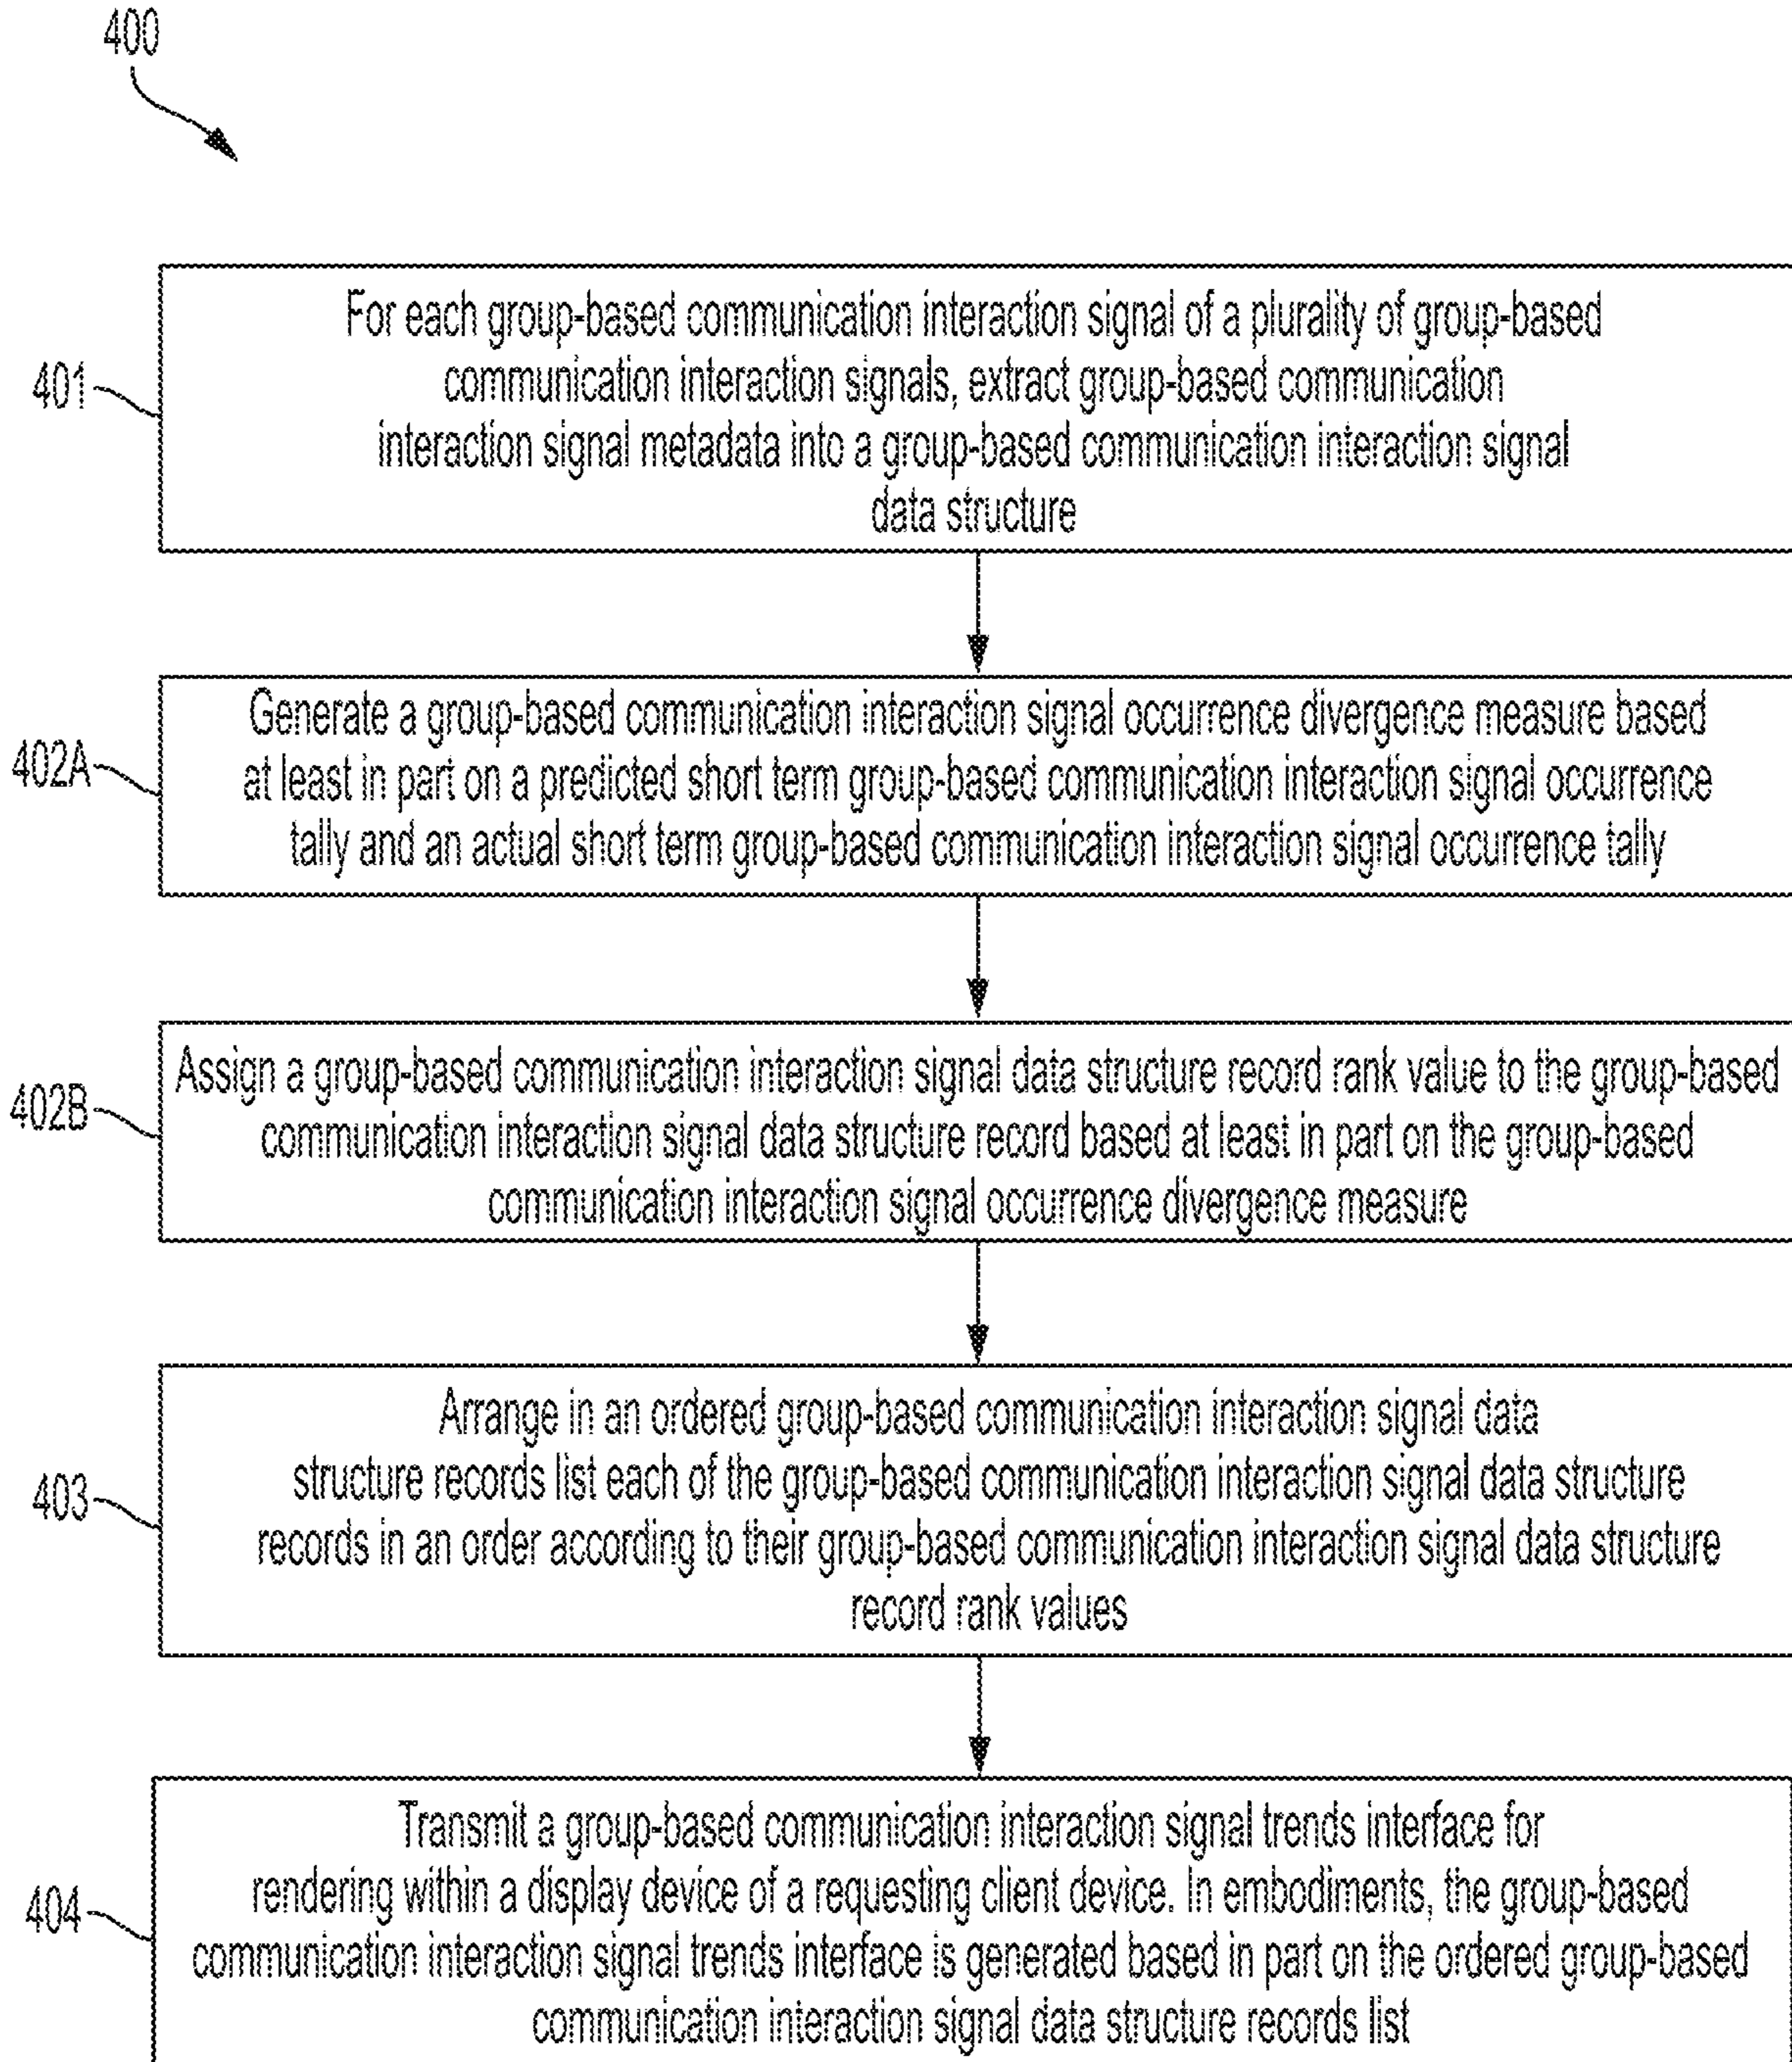 400
401
For each group-based communication interaction signal of a plurality of group-based
communication interaction signals, extract group-based communication
interaction signal metadata into a group-based communication interaction signal
data structure
402A
Generate a group-based communication interaction signal occurrence divergence measure based
at least in part on a predicted short term group-based communication interaction signal occurrence
tally and an actual short term group-based communication interaction signal occurrence tally
402B
Assign a group-based communication interaction signal data structure record rank value to the group-based
communication interaction signal data structure record based at least in part on the group-based
communication interaction signal occurrence divergence measure
403
Arrange in an ordered group-based communication interaction signal data
structure records list each of the group-based communication interaction signal data structure
records in an order according to their group-based communication interaction signal data structure
record rank values
404
Transmit a group-based communication interaction signal trends interface for
rendering within a display device of a requesting client device. In embodiments, the group-based
communication interaction signal trends interface is generated based in part on the ordered group-based
communication interaction signal data structure records list